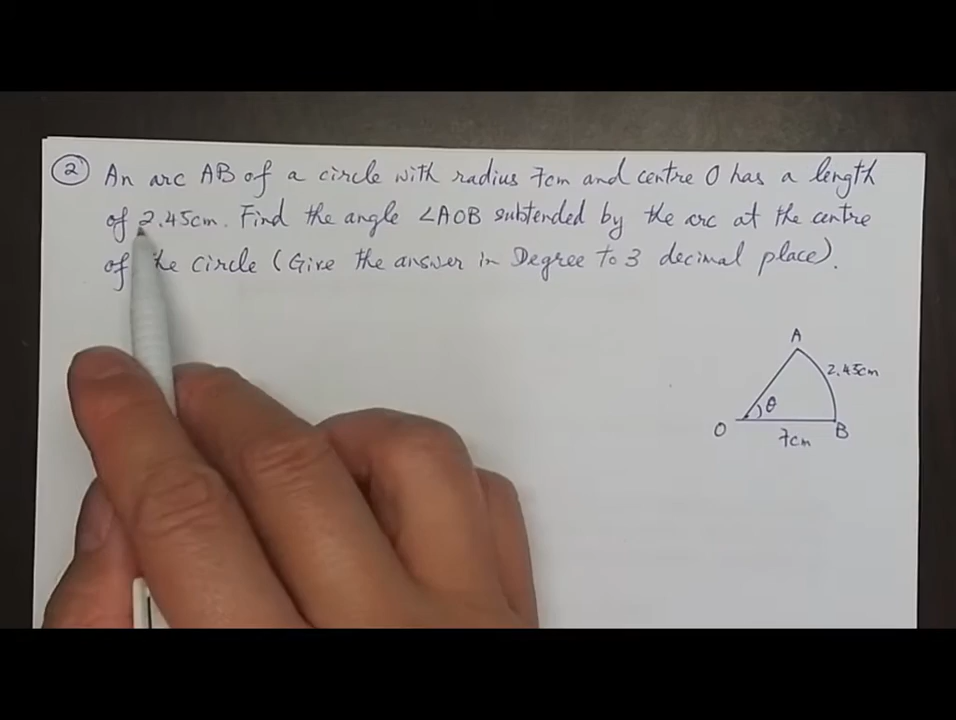 2 An arc AB of a circle with radius 7cm and centre O has a length
of 2.45cm. Find the angle ∠AOB subtended by the arc at the centre
of the circle (Give the answer in Degree to 3 decimal place).
A
2.45cm
θ
O
B
7cm